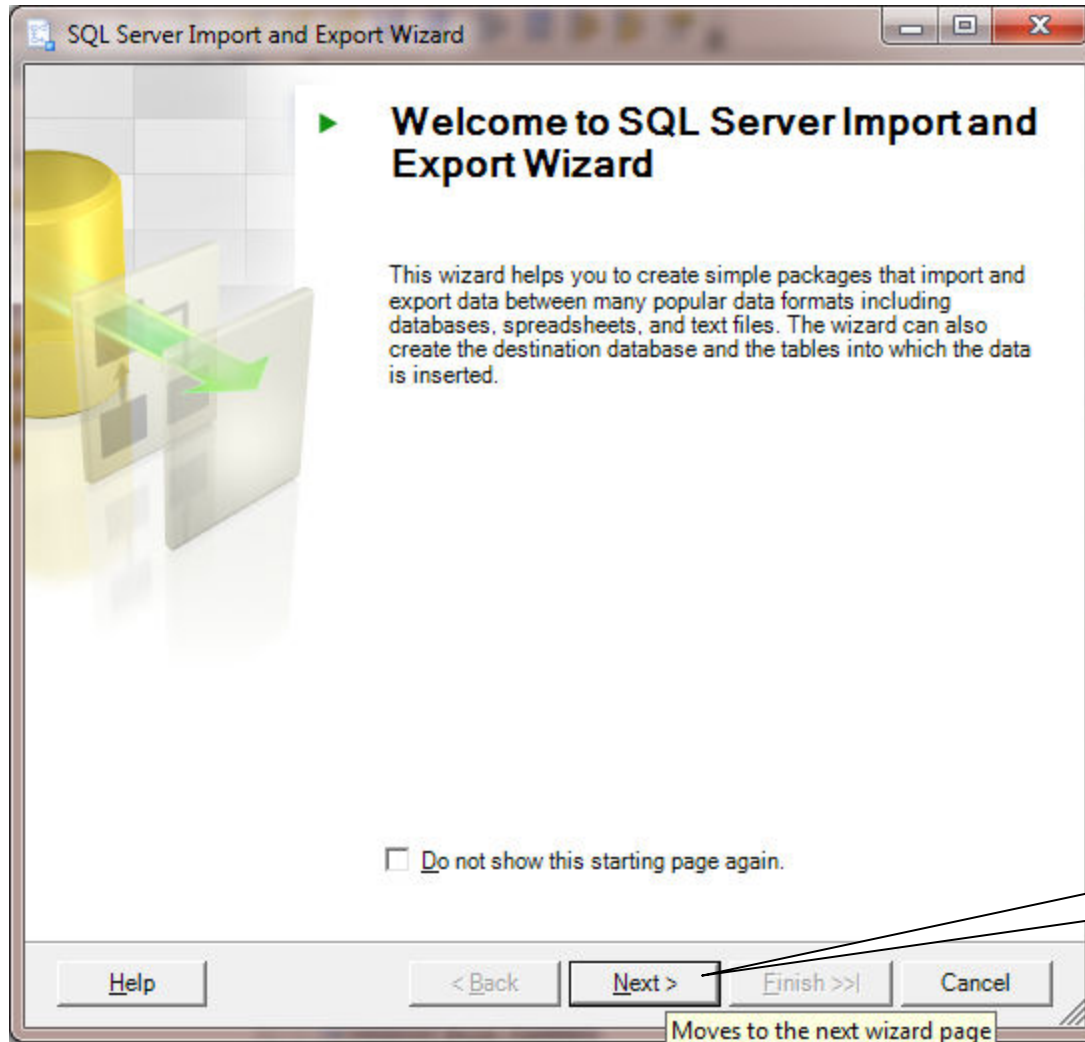 SQL Server Import and Export Wizard
Welcome to SQL Server Import and
Export Wizard
This wizard helps you to create simple packages that import and
export data between many popular data formats including
databases, spreadsheets, and text files. The wizard can also
create the destination database and the tables into which the data
is inserted.
Do not show this starting page again.
Help
< Back
Next >
Finish >>|
Cancel
Moves to the next wizard page